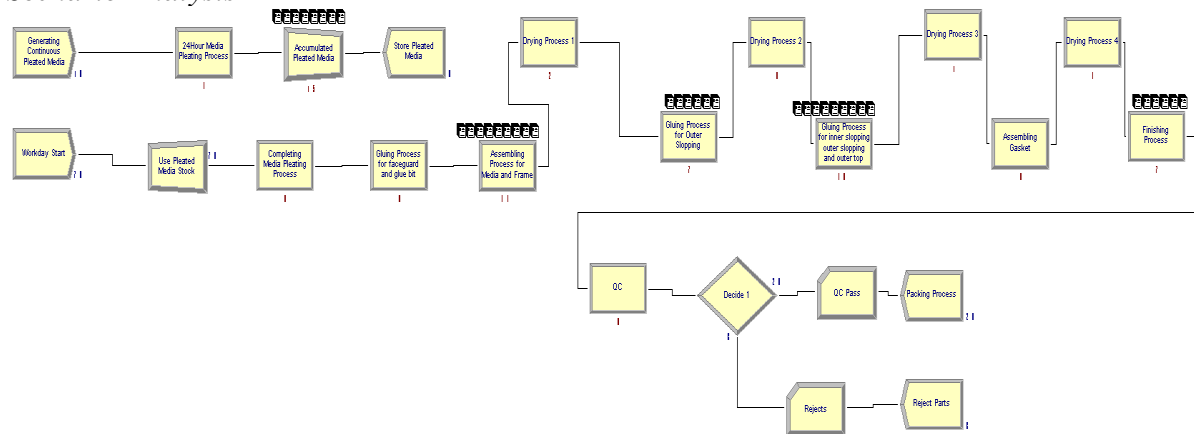 Generating
Continuous
Pleated Media
24Hour Media
Pleating Process
Accumulated
Pleated Media
Store Pleated
Media
Drying Process 1
Drying Process 2
Drying Process 3
Drying Process 4
Gluing Process
for Outer
Slopping
Gluing Process
for inner slopping
outer slopping
and outer top
Assembling
Gasket
Finishing
Process
Workday Start
Use Pleated
Media Stock
Completing
Media Pleating
Process
Gluing Process
for faceguard
and glue bit
Assembling
Process for
Media and Frame
QC
Decide 1
QC Pass
Packing Process
Rejects
Reject Parts